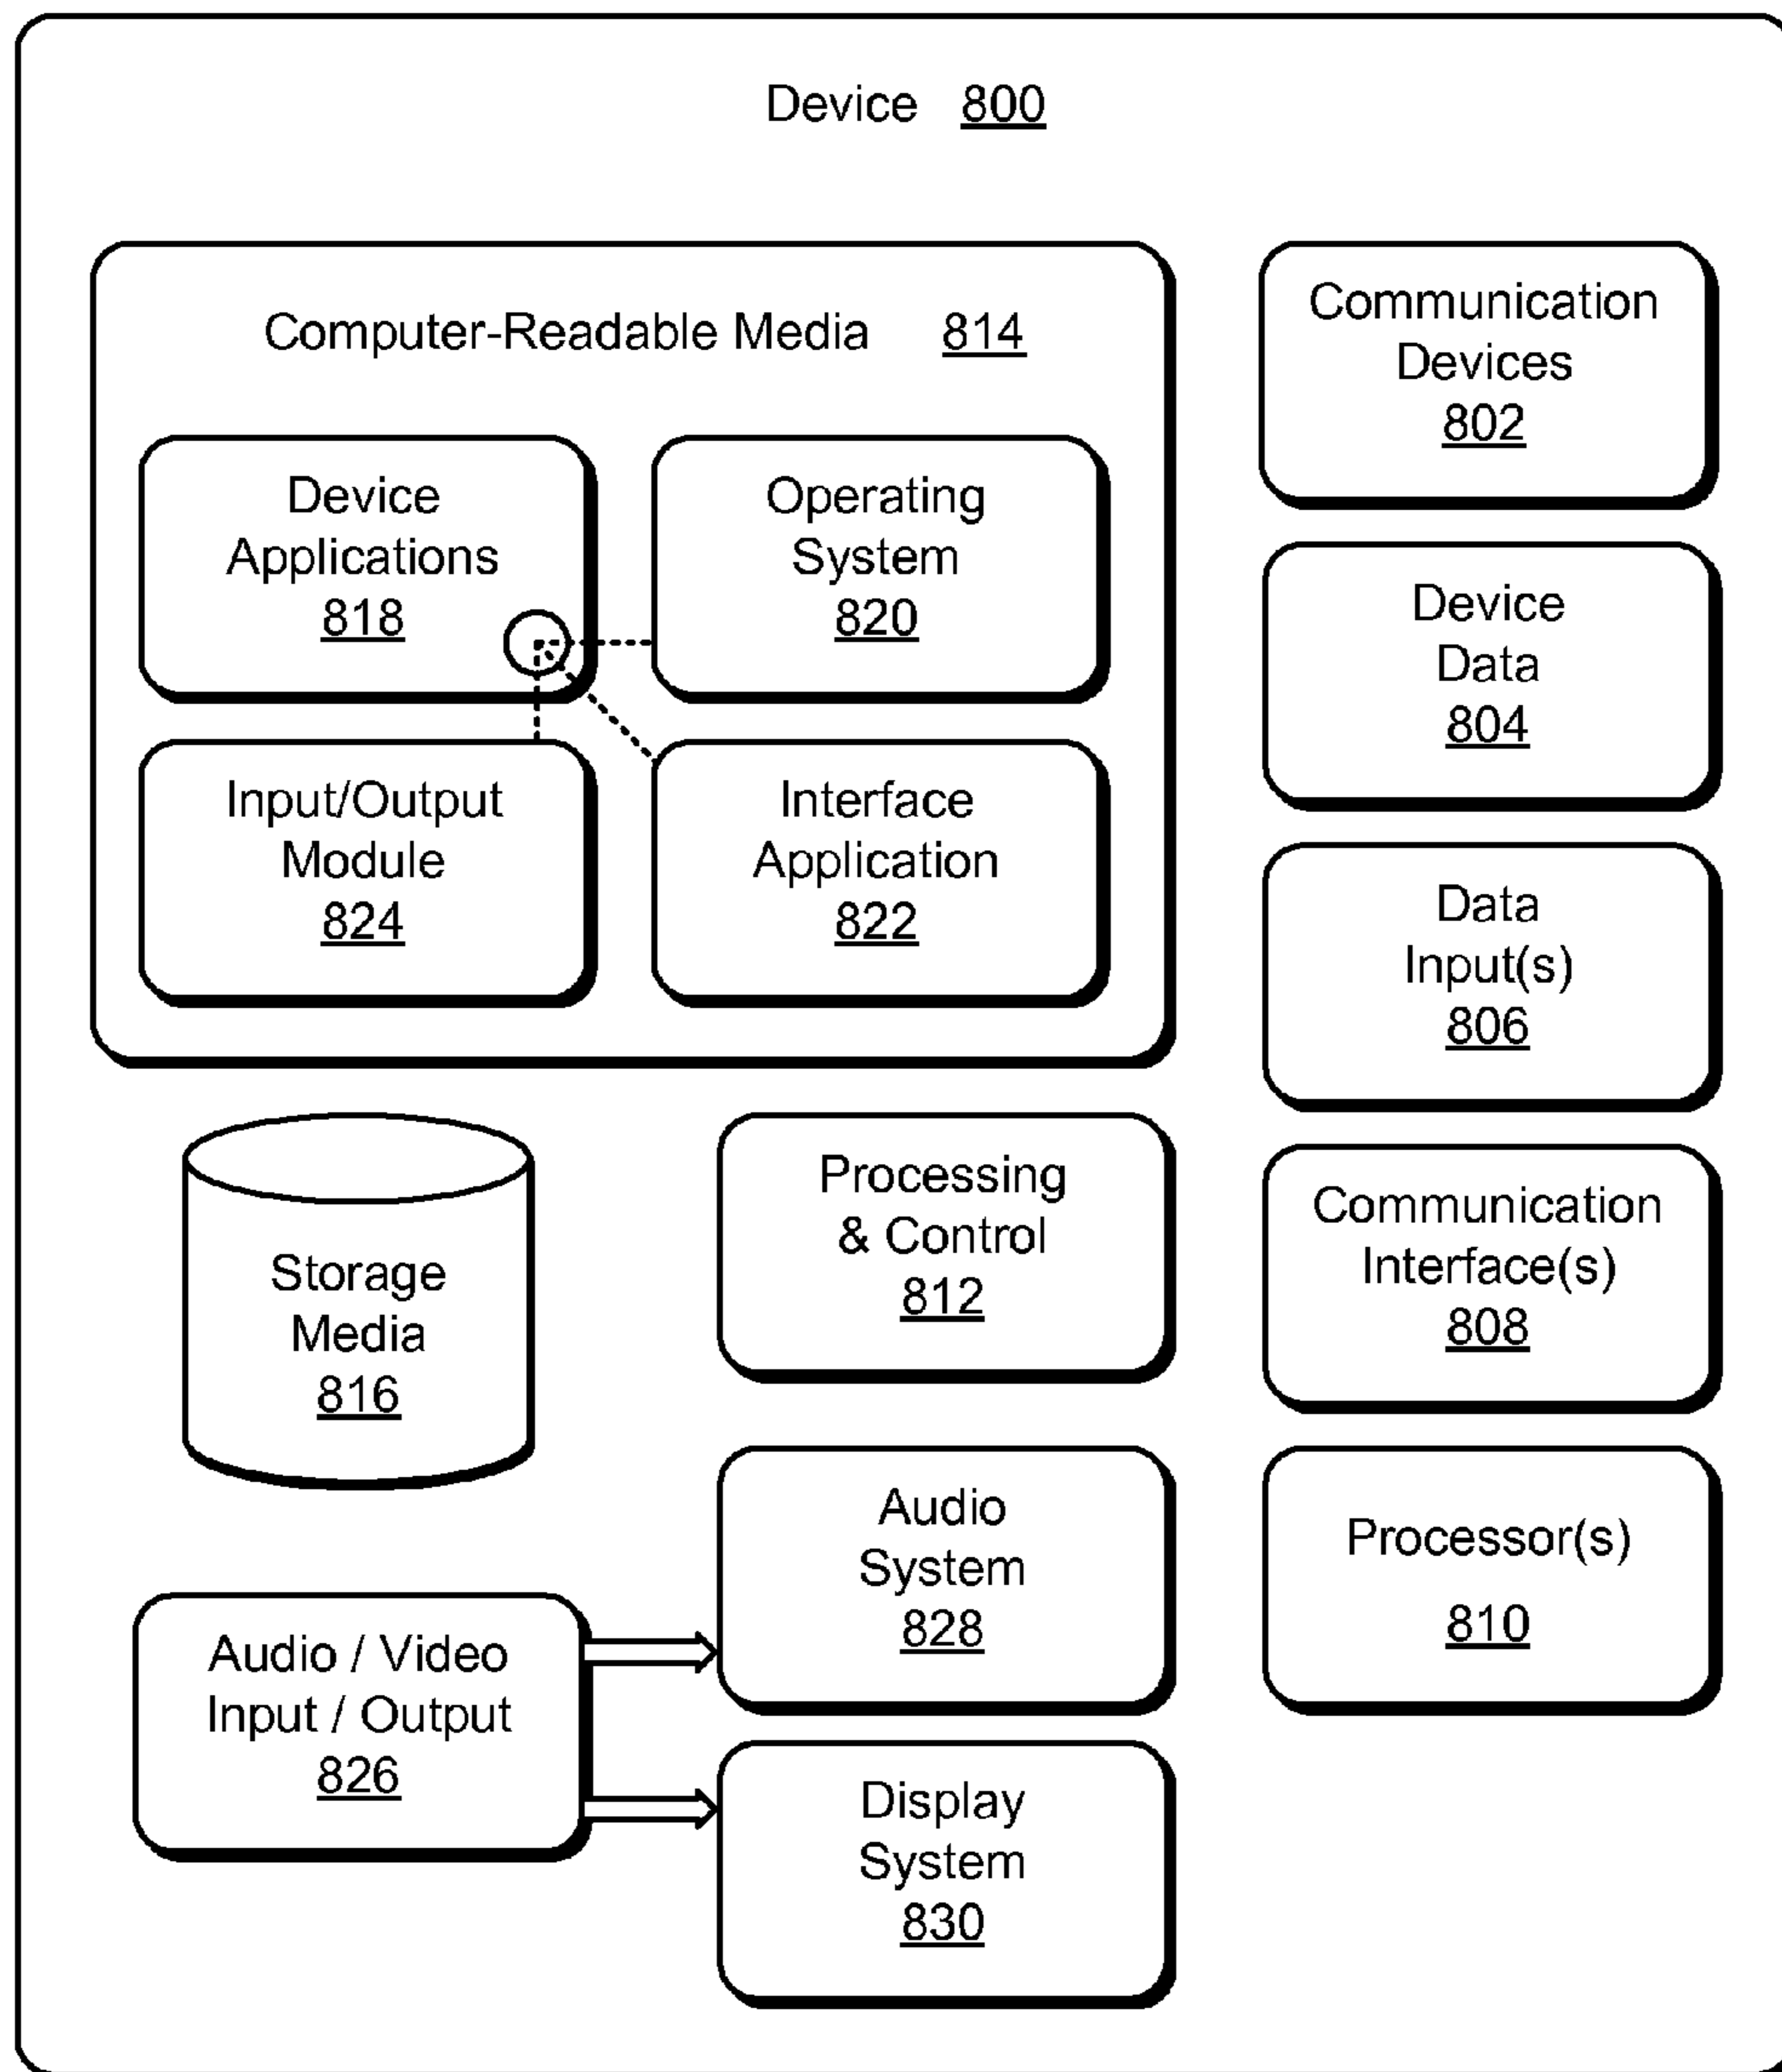 Device 800
Computer-Readable Media 814
Device
Applications
818
Operating
System
820
Input/Output
Module
824
Interface
Application
822
Storage
Media
816
Processing
& Control
812
Audio / Video
Input / Output
826
Audio
System
828
Display
System
830
Communication
Devices
802
Device
Data
804
Data
Input(s)
806
Communication
Interface(s)
808
Processor(s)
810